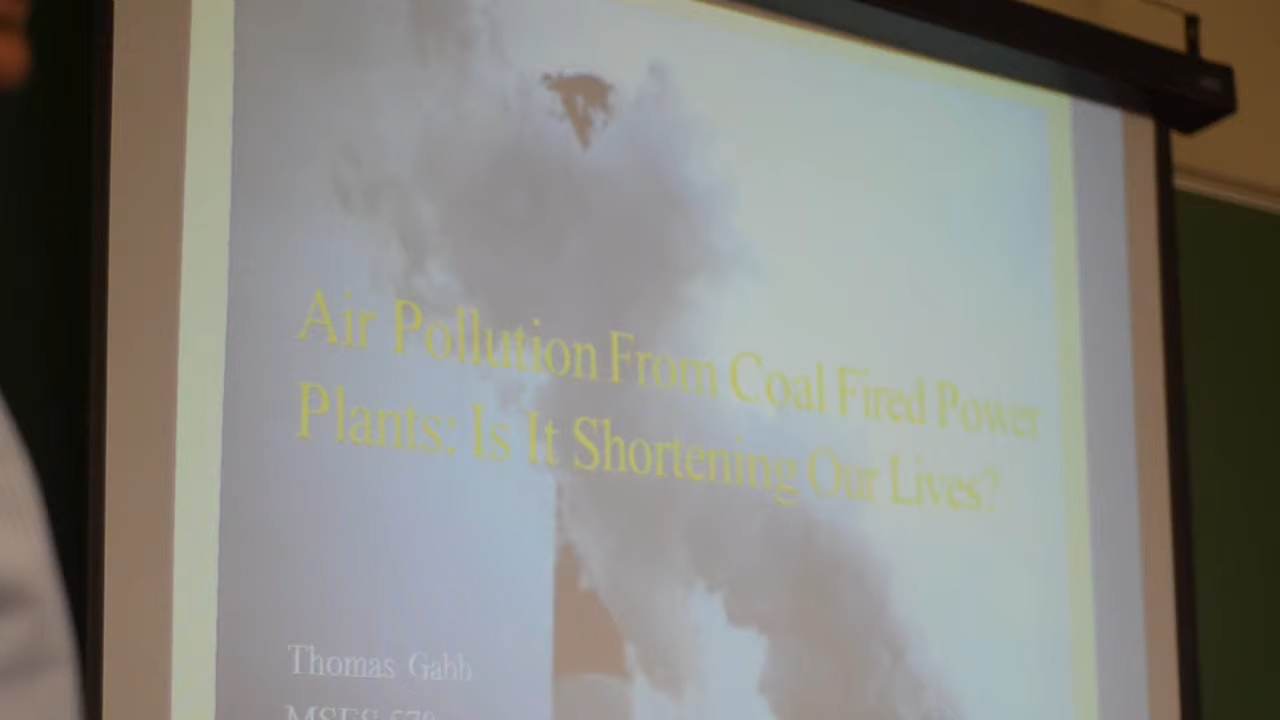 Air Pollution From Coal Fired Power
Plants: Is It Shortening Our Lives?
Thomas Gabb